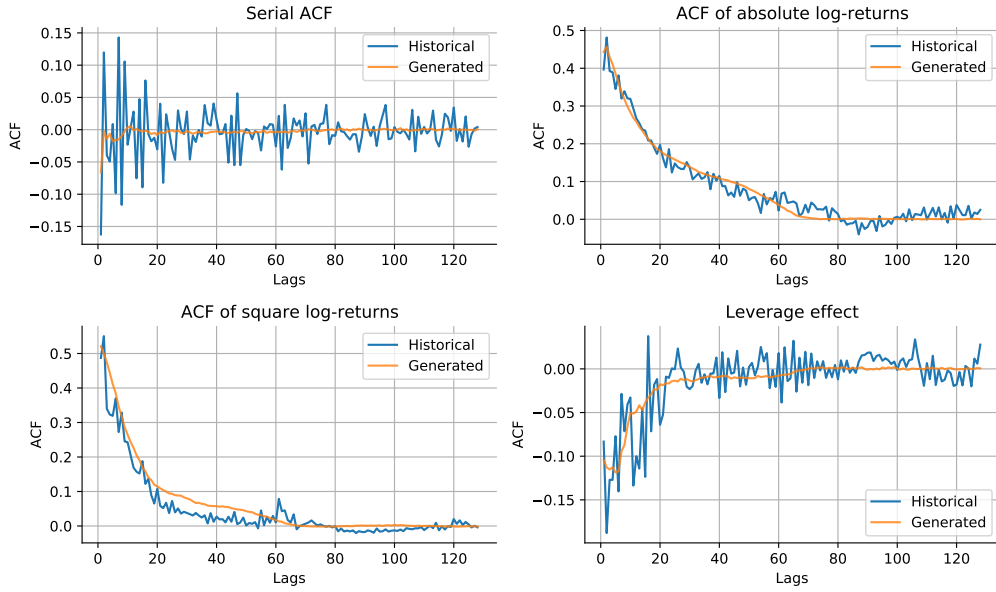 Serial ACF
0.15
0.10
0.05
0.00
−0.05
−0.10
−0.15
ACF
0 20 40 60 80 100 120
Lags
Historical
Generated
ACF of absolute log-returns
0.5
0.4
0.3
0.2
0.1
0.0
ACF
0 20 40 60 80 100 120
Lags
Historical
Generated
ACF of square log-returns
0.5
0.4
0.3
0.2
0.1
0.0
ACF
0 20 40 60 80 100 120
Lags
Historical
Generated
Leverage effect
0.00
−0.05
−0.10
−0.15
ACF
0 20 40 60 80 100 120
Lags
Historical
Generated